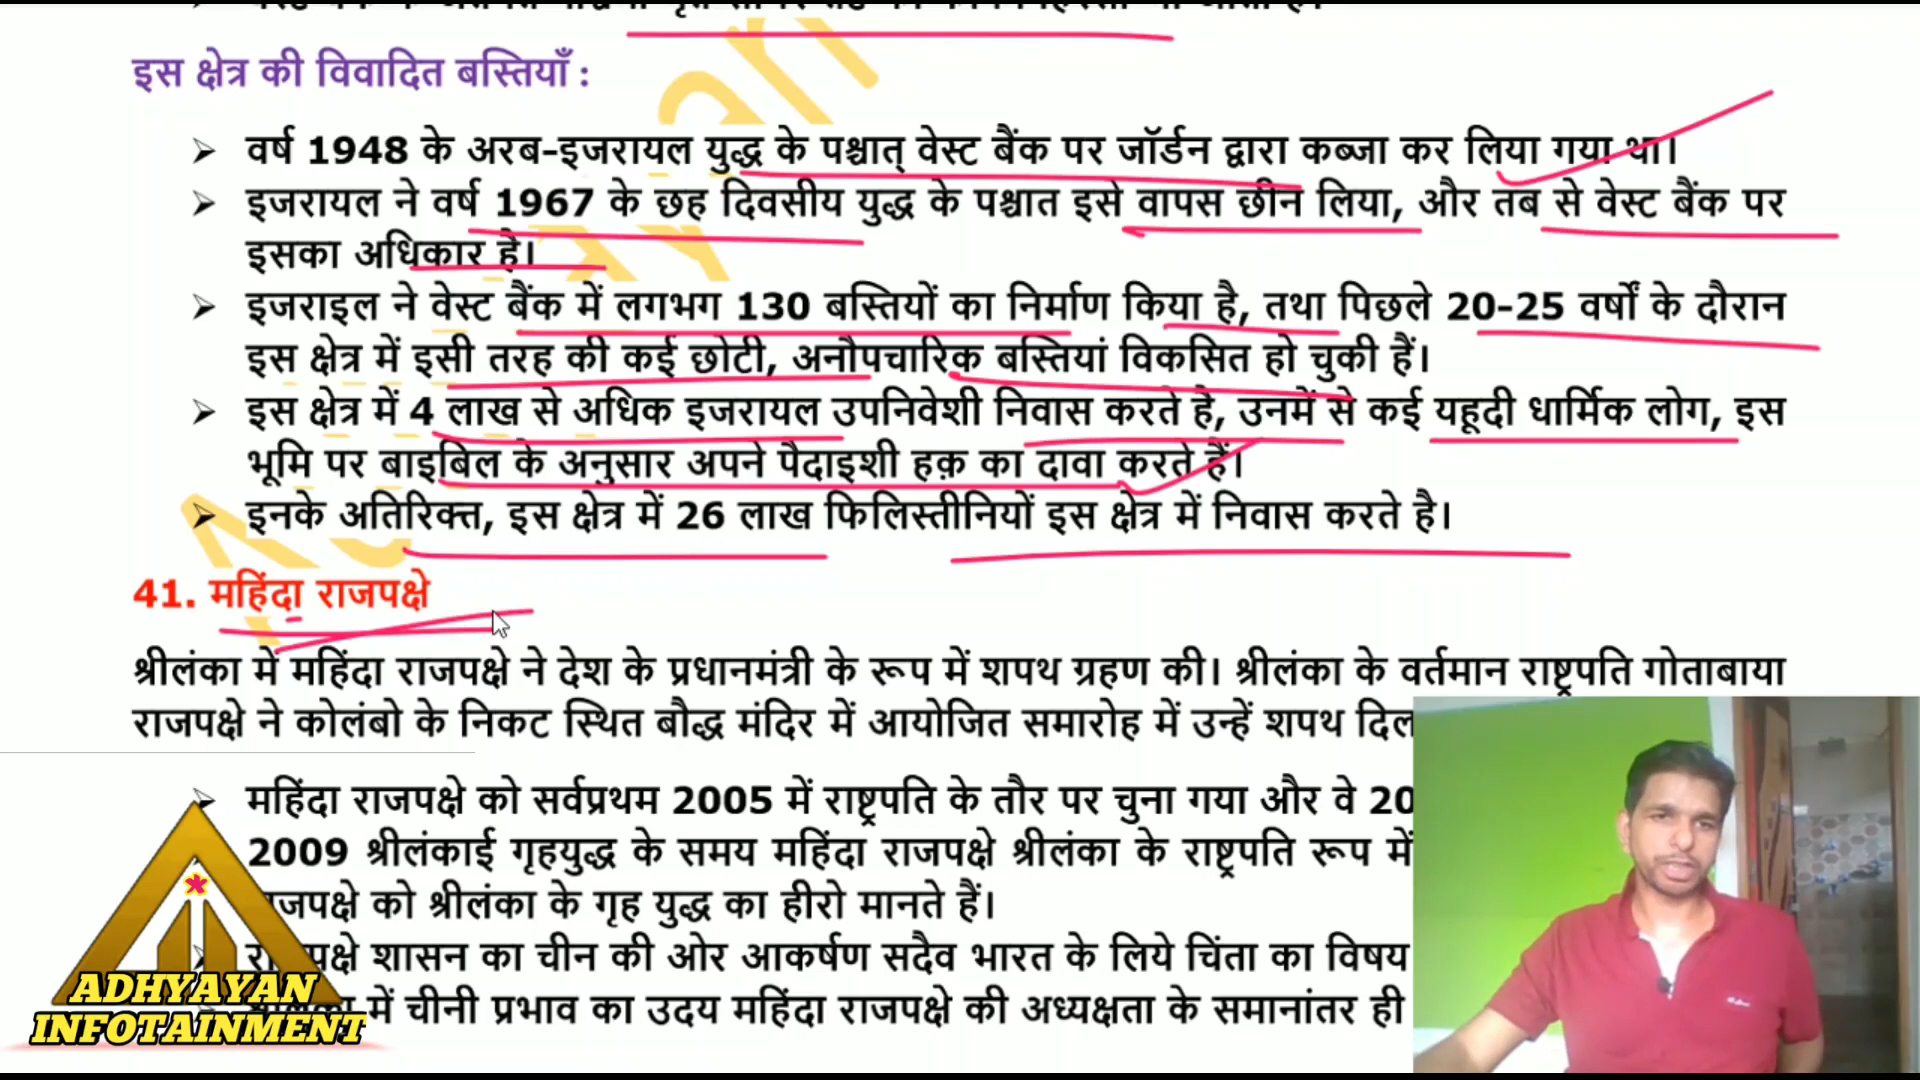 इस क्षेत्र की विवादित बस्तियाँ :
वर्ष 1948 के अरब-इजरायल युद्ध के पश्चात् वेस्ट बैंक पर जॉर्डन द्वारा कब्जा कर लिया गया था।
इजरायल ने वर्ष 1967 के छह दिवसीय युद्ध के पश्चात इसे वापस छीन लिया, और तब से वेस्ट बैंक पर
इसका अधिकार है।
इजराइल ने वेस्ट बैंक में लगभग 130 बस्तियों का निर्माण किया है, तथा पिछले 20-25 वर्षों के दौरान
इस क्षेत्र में इसी तरह की कई छोटी, अनौपचारिक बस्तियां विकसित हो चुकी हैं।
इस क्षेत्र में 4 लाख से अधिक इजरायल उपनिवेशी निवास करते है, उनमें से कई यहूदी धार्मिक लोग, इस
भूमि पर बाइबिल के अनुसार अपने पैदाइशी हक़ का दावा करते हैं।
इनके अतिरिक्त, इस क्षेत्र में 26 लाख फिलिस्तीनियों इस क्षेत्र में निवास करते है।
41. महिंदा राजपक्षे
श्रीलंका में महिंदा राजपक्षे ने देश के प्रधानमंत्री के रूप में शपथ ग्रहण की। श्रीलंका के वर्तमान राष्ट्रपति गोताबाया
राजपक्षे ने कोलंबो के निकट स्थित बौद्ध मंदिर में आयोजित समारोह में उन्हें शपथ
महिंदा राजपक्षे को सर्वप्रथम 2005 में राष्ट्रपति के तौर पर चुना गया और वे
2009 श्रीलंकाई गृहयुद्ध के समय महिंदा राजपक्षे श्रीलंका के राष्ट्रपति रूप में
को श्रीलंका के गृह युद्ध का हीरो मानते हैं।
शासन का चीन की ओर आकर्षण सदैव भारत के लिये चिंता का विषय
में चीनी प्रभाव का उदय महिंदा राजपक्षे की अध्यक्षता के समानांतर ही
ADHYAYAN
INFOTAINMENT